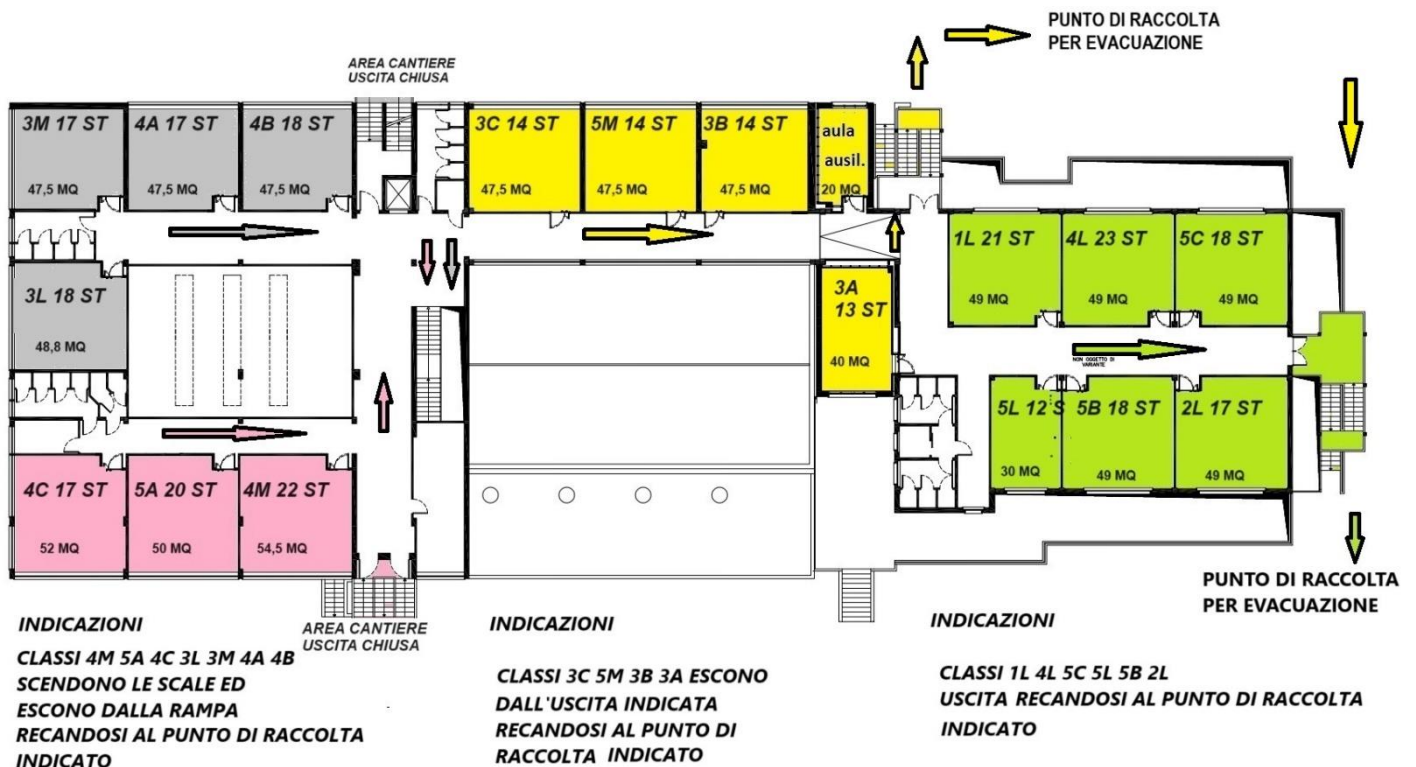 PUNTO DI RACCOLTA
PER EVACUAZIONE
AREA CANTIERE
USCITA CHIUSA
3M 17 ST
47,5 MQ
4A 17 ST
47,5 MQ
4B 18 ST
47,5 MQ
3C 14 ST
47,5 MQ
5M 14 ST
47,5 MQ
3B 14 ST
47,5 MQ
aula
ausil.
20 MQ
1L 21 ST
49 MQ
4L 23 ST
49 MQ
5C 18 ST
49 MQ
3L 18 ST
48,8 MQ
3A
13 ST
40 MQ
NON OGGETTO DI
VARIANTE
5L 12 S
30 MQ
5B 18 ST
49 MQ
2L 17 ST
49 MQ
4C 17 ST
52 MQ
5A 20 ST
50 MQ
4M 22 ST
54,5 MQ
PUNTO DI RACCOLTA
PER EVACUAZIONE
AREA CANTIERE
USCITA CHIUSA
INDICAZIONI
CLASSI 4M 5A 4C 3L 3M 4A 4B
SCENDONO LE SCALE ED
ESCONO DALLA RAMPA
RECANDOSI AL PUNTO DI RACCOLTA
INDICATO
INDICAZIONI
CLASSI 3C 5M 3B 3A ESCONO
DALL'USCITA INDICATA
RECANDOSI AL PUNTO DI
RACCOLTA INDICATO
INDICAZIONI
CLASSI 1L 4L 5C 5L 5B 2L
USCITA RECANDOSI AL PUNTO DI RACCOLTA
INDICATO